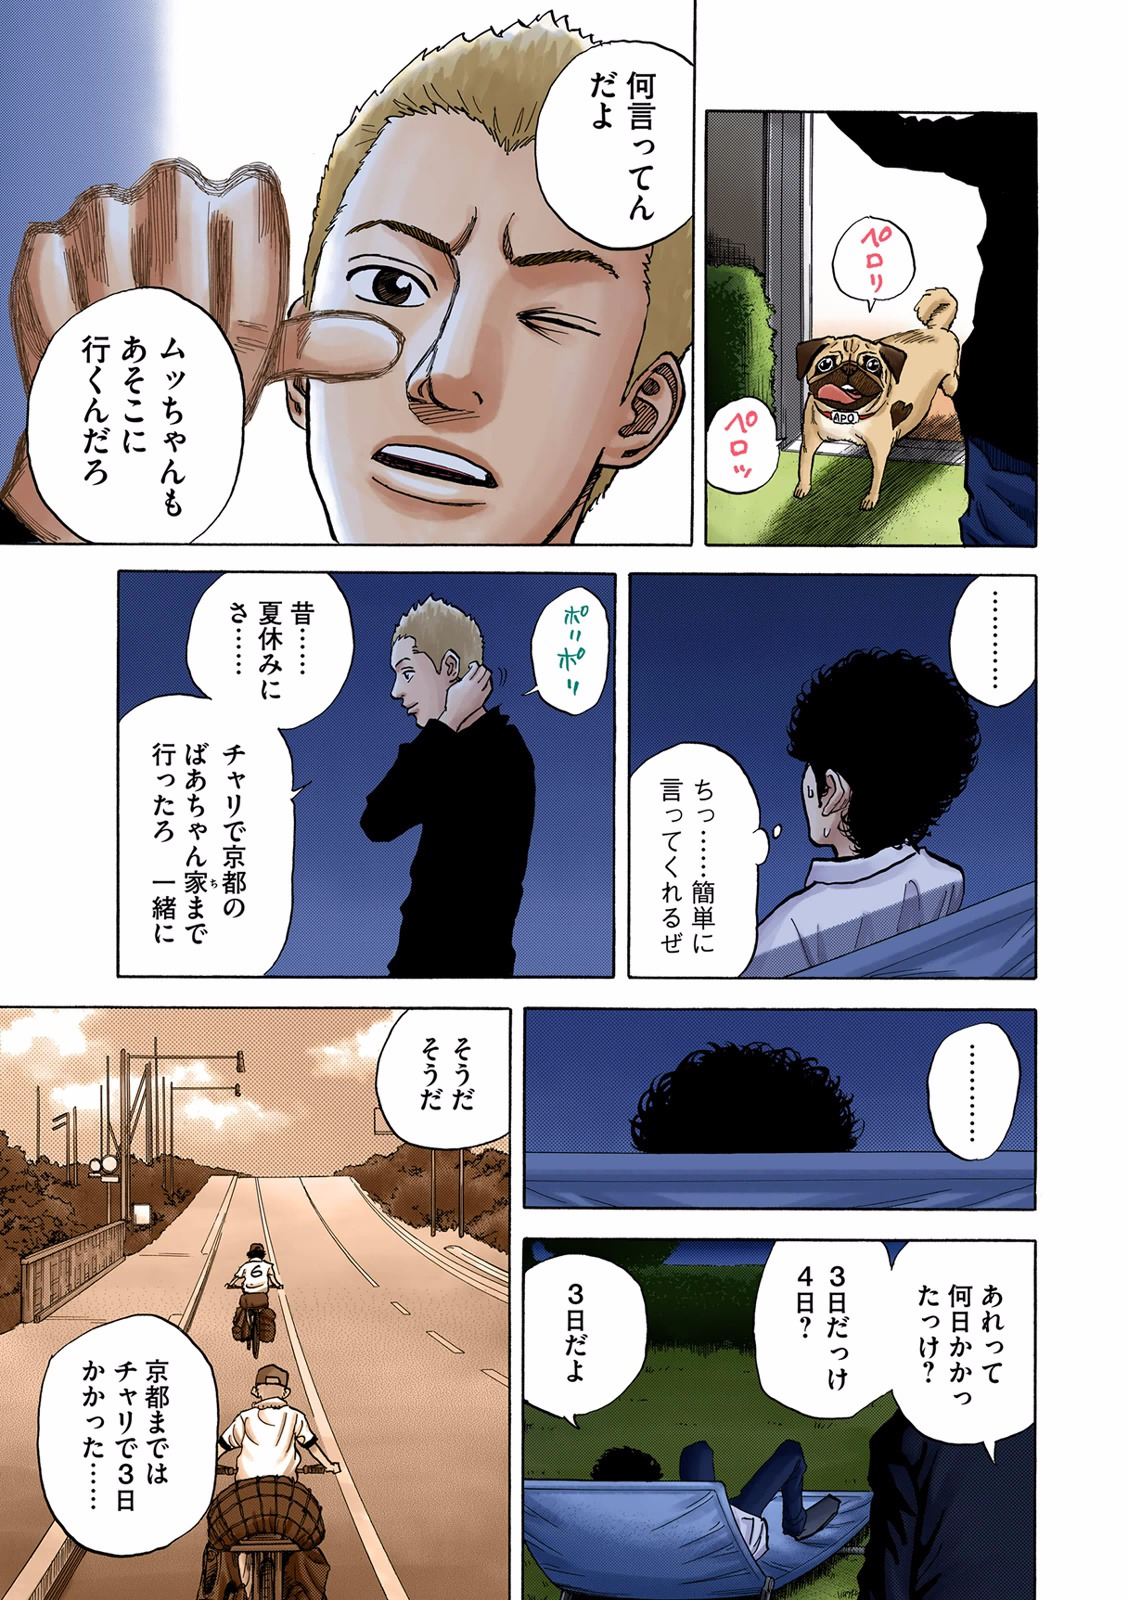 ペロリ
APO
ペロッ
何言ってん
だよ
ムッちゃんも
あそこに
行くんだろ
…………
ちっ……簡単に
言ってくれるぜ
ポリポリ
昔……
夏休みに
さ……
チャリで京都の
ばあちゃん家まで
ち
行ったろ 一緒に
…………
あれって
何日かかっ
たっけ?
3日だっけ
4日?
3日だよ
そうだ
そうだ
6
京都までは
チャリで3日
かかった……